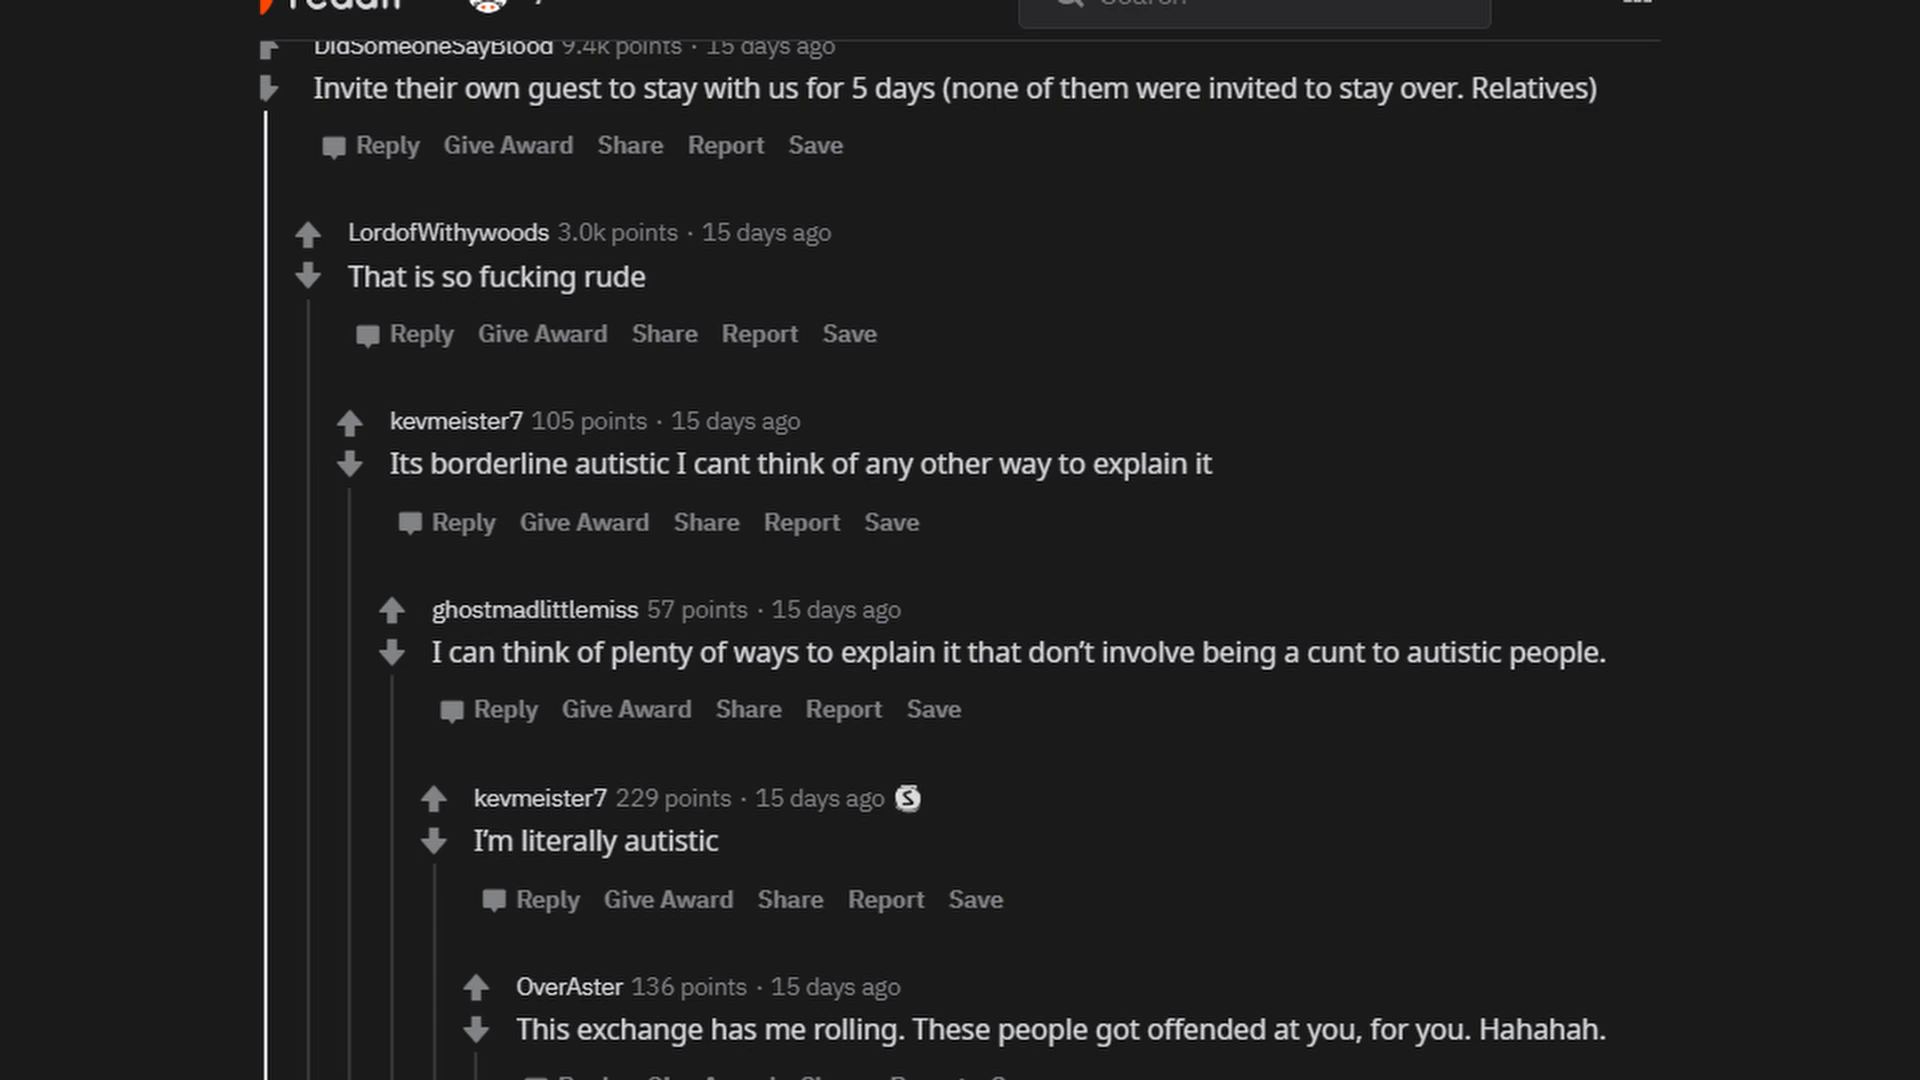 reddit
Search
DidSomeoneSayBlood 9.4k points · 15 days ago
Invite their own guest to stay with us for 5 days (none of them were invited to stay over. Relatives)
Reply Give Award Share Report Save
LordofWithywoods 3.0k points · 15 days ago
That is so fucking rude
Reply Give Award Share Report Save
kevmeister7 105 points · 15 days ago
Its borderline autistic I cant think of any other way to explain it
Reply Give Award Share Report Save
ghostmadlittlemiss 57 points · 15 days ago
I can think of plenty of ways to explain it that don’t involve being a cunt to autistic people.
Reply Give Award Share Report Save
kevmeister7 229 points · 15 days ago S
I’m literally autistic
Reply Give Award Share Report Save
OverAster 136 points · 15 days ago
This exchange has me rolling. These people got offended at you, for you. Hahahah.